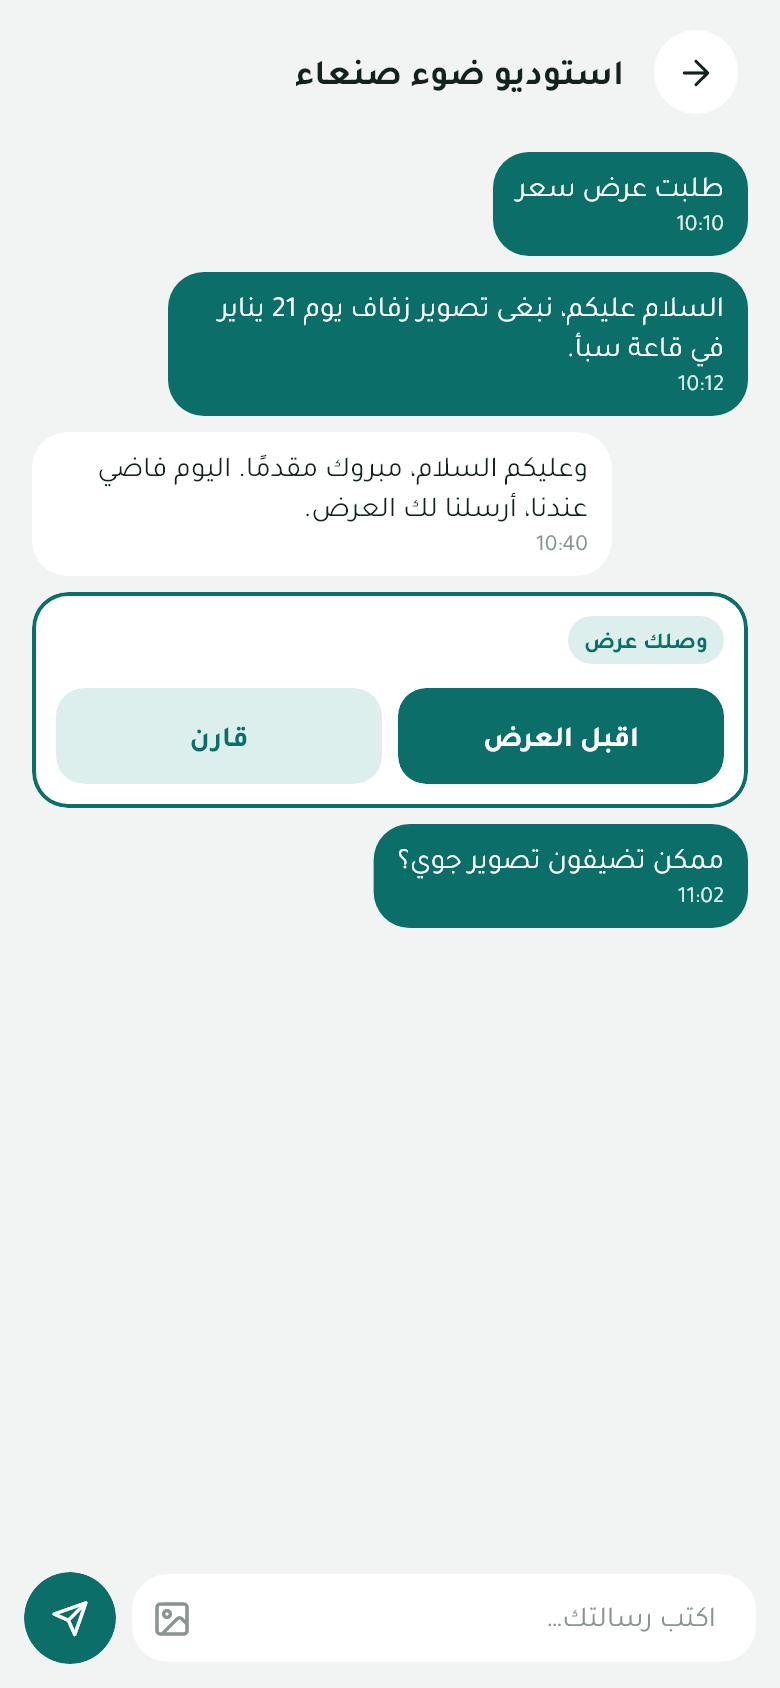 استوديو ضوء صنعاء
طلبت عرض سعر
10:10
السلام عليكم، نبغى تصوير زفاف يوم 21 يناير
في قاعة سبأ.
10:12
وعليكم السلام، مبروك مقدمًا. اليوم فاضي
عندنا، أرسلنا لك العرض.
10:40
وصلك عرض
اقبل العرض
قارن
ممكن تضيفون تصوير جوي؟
11:02
اكتب رسالتك…